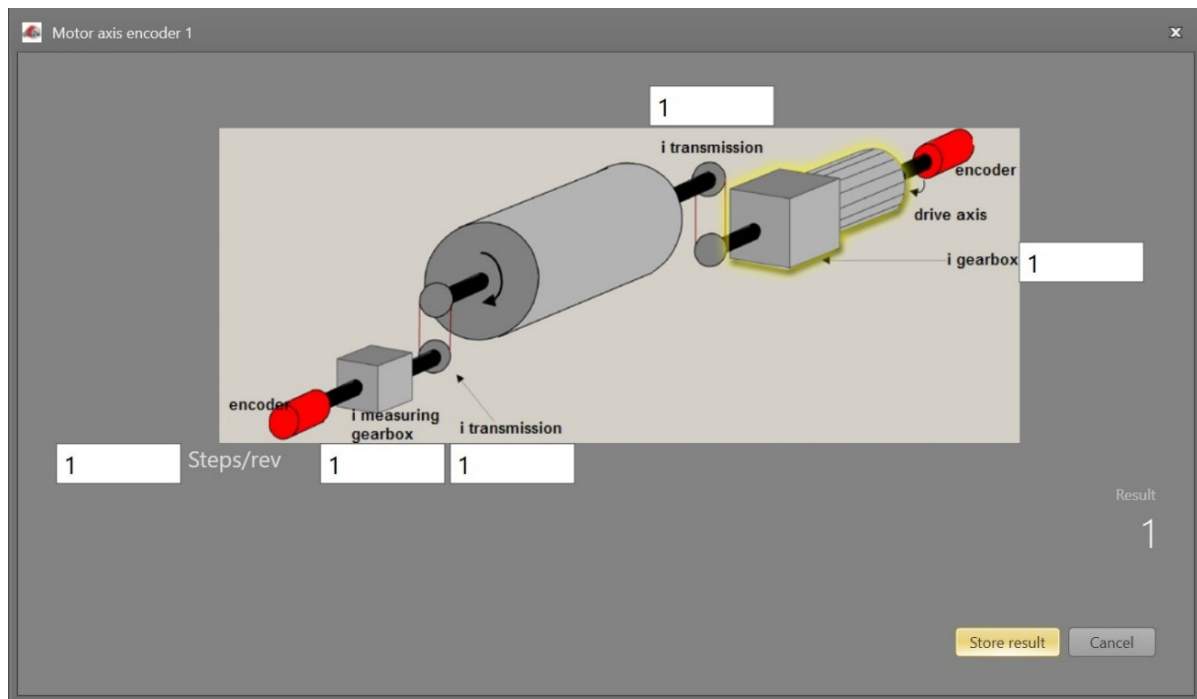 Motor axis encoder 1
x
1
i transmission
encoder
drive axis
i gearbox
1
encoder
i measuring
gearbox
i transmission
1
Steps/rev
1
1
Result
1
Store result
Cancel